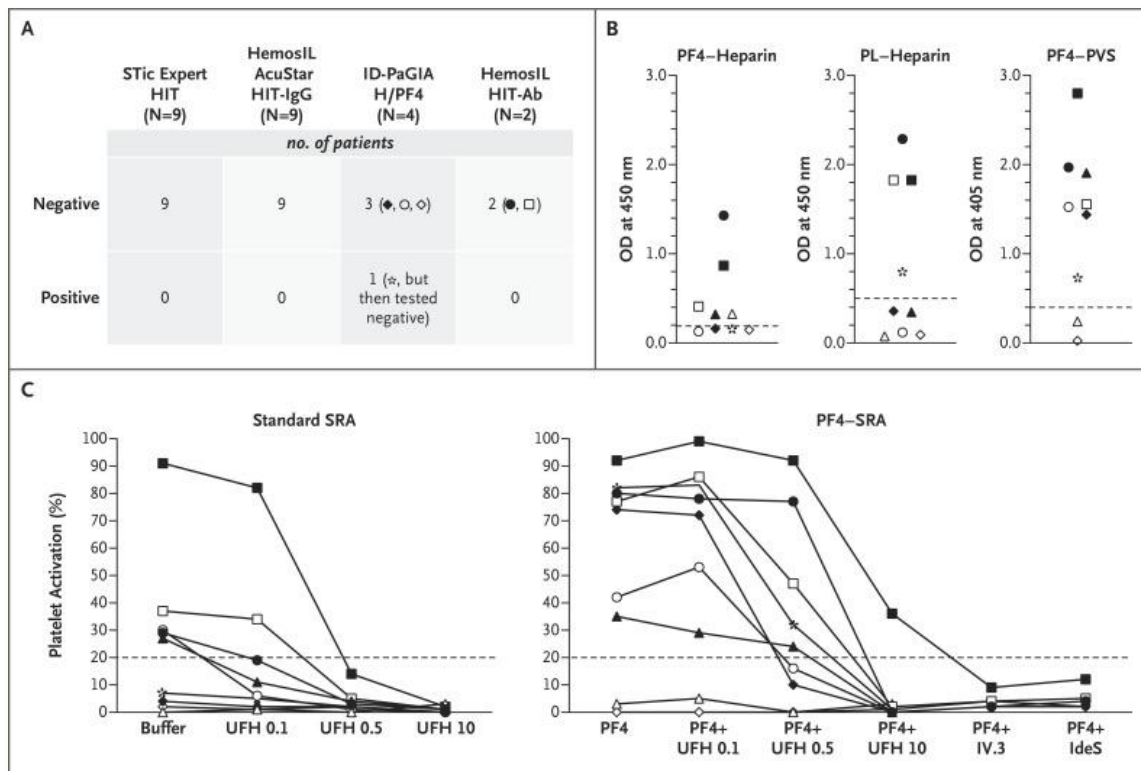 A
STic Expert
HIT
(N=9)
HemosIL
AcuStar
HIT-IgG
(N=9)
ID-PaGIA
H/PF4
(N=4)
HemosIL
HIT-Ab
(N=2)
no. of patients
Negative
9
9
3 (◆, ○, ◇)
2 (●, □)
Positive
0
0
1 (☆, but
then tested
negative)
0
B
PF4–Heparin
OD at 450 nm
3.0
2.0
1.0
0.0
PL–Heparin
OD at 450 nm
3.0
2.0
1.0
0.0
PF4–PVS
OD at 405 nm
3.0
2.0
1.0
0.0
C
Standard SRA
Platelet Activation (%)
100
90
80
70
60
50
40
30
20
10
0
Buffer
UFH 0.1
UFH 0.5
UFH 10
PF4–SRA
100
90
80
70
60
50
40
30
20
10
0
PF4
PF4+
UFH 0.1
PF4+
UFH 0.5
PF4+
UFH 10
PF4+
IV.3
PF4+
IdeS